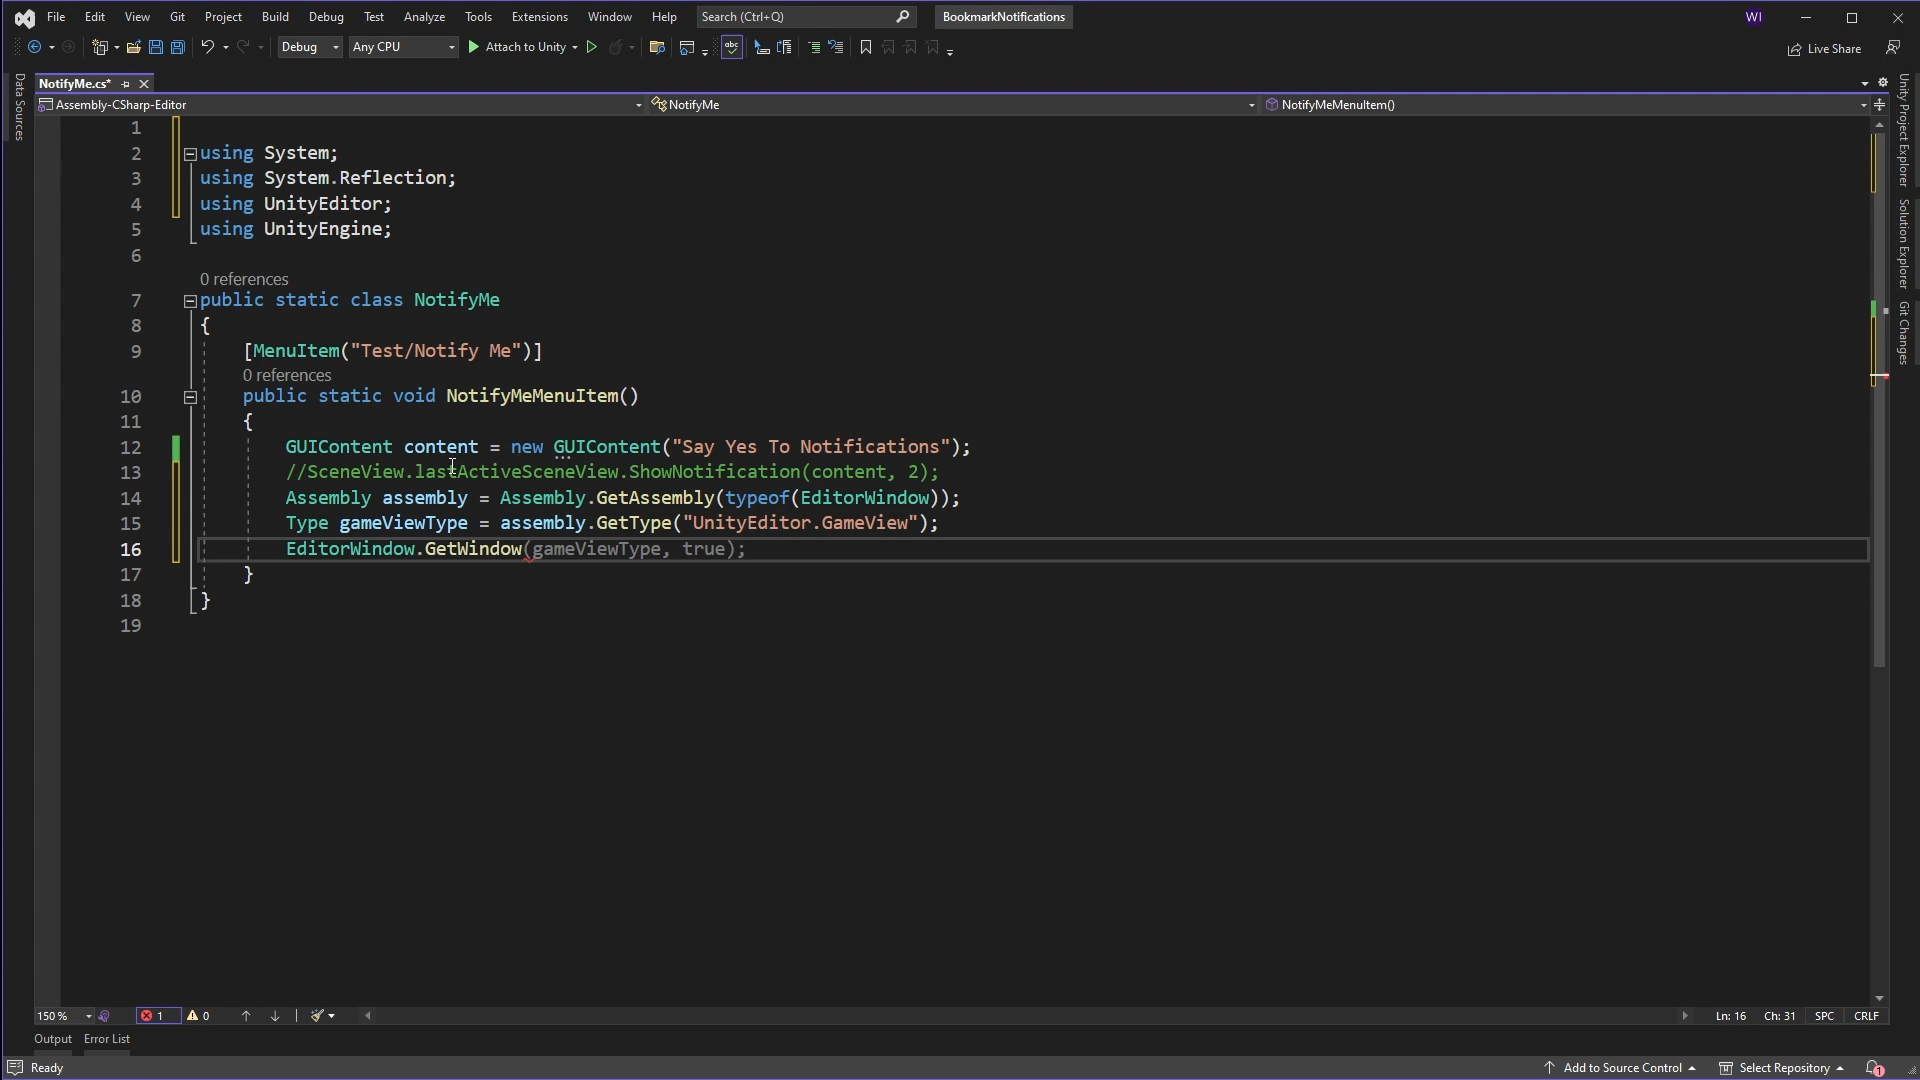 File Edit View Git Project Build Debug Test Analyze Tools Extensions Window Help Search (Ctrl+Q) BookmarkNotifications WI
Debug Any CPU Attach to Unity Live Share
NotifyMe.cs*
Assembly-CSharp-Editor NotifyMe NotifyMeMenuItem()
Data Sources
1
2 using System;
3 using System.Reflection;
4 using UnityEditor;
5 using UnityEngine;
6
0 references
7 public static class NotifyMe
8 {
9 [MenuItem("Test/Notify Me")]
0 references
10 public static void NotifyMeMenuItem()
11 {
12 GUIContent content = new GUIContent("Say Yes To Notifications");
13 //SceneView.lastActiveSceneView.ShowNotification(content, 2);
14 Assembly assembly = Assembly.GetAssembly(typeof(EditorWindow));
15 Type gameViewType = assembly.GetType("UnityEditor.GameView");
16 EditorWindow.GetWindow(gameViewType, true);
17 }
18 }
19
Unity Project Explorer
Solution Explorer
Git Changes
150 % 1 0 Ln: 16 Ch: 31 SPC CRLF
Output Error List
Ready Add to Source Control Select Repository 1